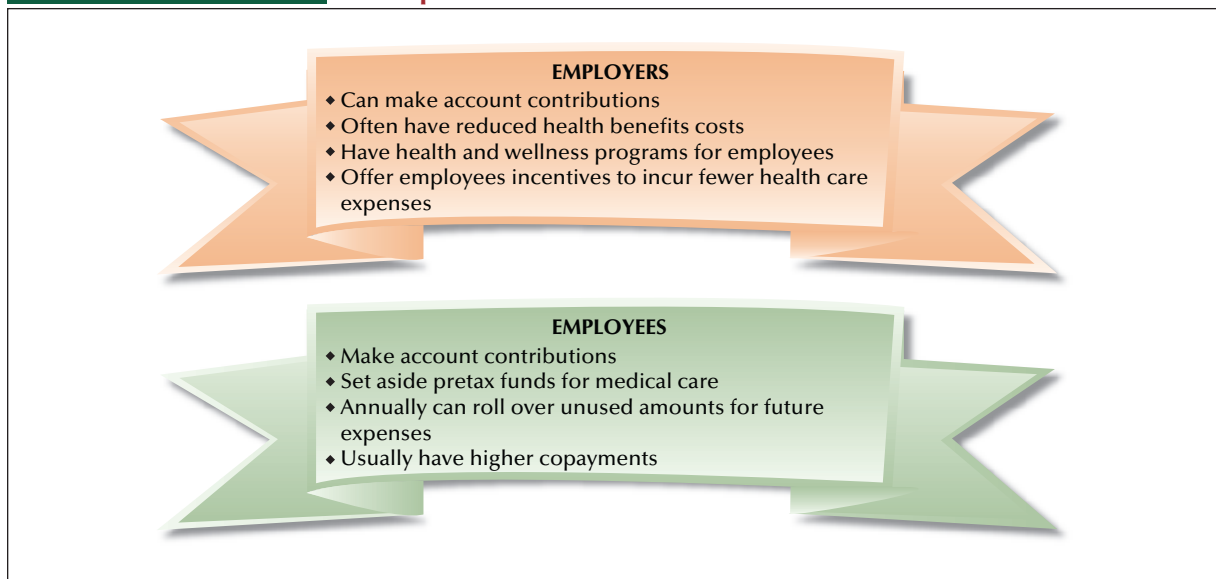 EMPLOYERS
◆ Can make account contributions
◆ Often have reduced health benefits costs
◆ Have health and wellness programs for employees
◆ Offer employees incentives to incur fewer health care
expenses
EMPLOYEES
◆ Make account contributions
◆ Set aside pretax funds for medical care
◆ Annually can roll over unused amounts for future
expenses
◆ Usually have higher copayments